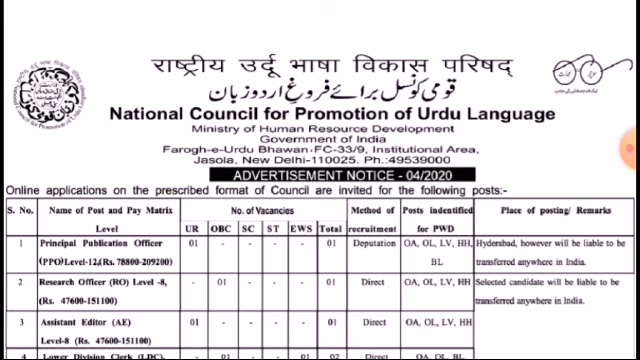 राष्ट्रीय उर्दू भाषा विकास परिषद्
قومی کونسل برائے فروغ اردو زبان
National Council for Promotion of Urdu Language
Ministry of Human Resource Development
Government of India
Farogh-e-Urdu Bhawan FC-33/9, Institutional Area,
Jasola, New Delhi-110025. Ph.:49539000
ADVERTISEMENT NOTICE - 04/2020
Online applications on the prescribed format of Council are invited for the following posts:-
S. No. Name of Post and Pay Matrix Level No. of Vacancies Method of recruitment Posts indentified for PWD Place of posting/ Remarks
UR OBC SC ST EWS Total
1 Principal Publication Officer 01 - - - - 01 Deputation OA, OL, LV, HH, Hyderabad, however will be liable to be
(PPO)Level-12,(Rs. 78800-209200) BL transferred anywhere in India.
2 Research Officer (RO) Level -8, - 01 - - - 01 Direct OA, OL, LV, HH Selected candidate will be liable to be
(Rs. 47600-151100) transferred anywhere in India.
3 Assistant Editor (AE) 01 - - - - 01 Direct OA, OL, LV, HH
Level-8 (Rs. 47600-151100)
4 Lower Division Clerk (LDC), - 01 - - 01 02 Direct OA, OL, BL